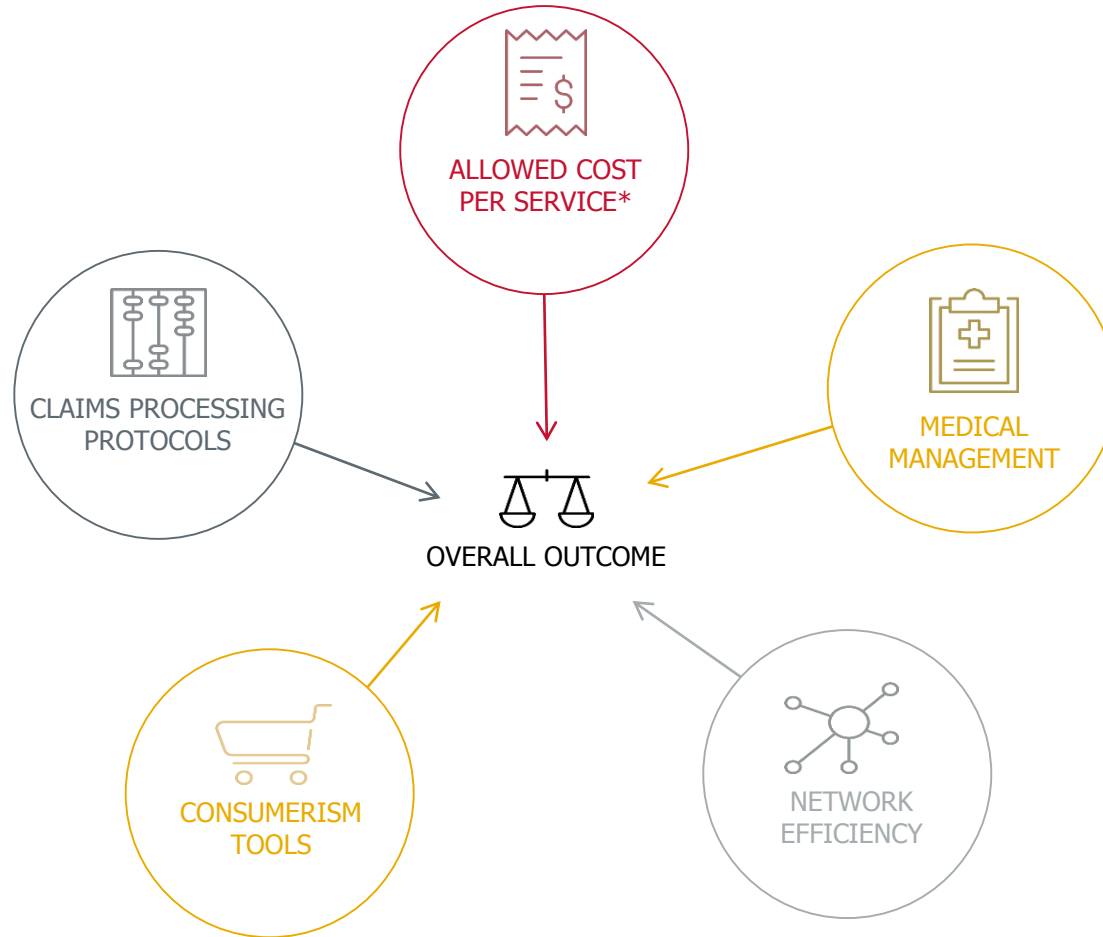 $
ALLOWED COST
PER SERVICE*
CLAIMS PROCESSING
PROTOCOLS
MEDICAL
MANAGEMENT
OVERALL OUTCOME
CONSUMERISM
TOOLS
NETWORK
EFFICIENCY